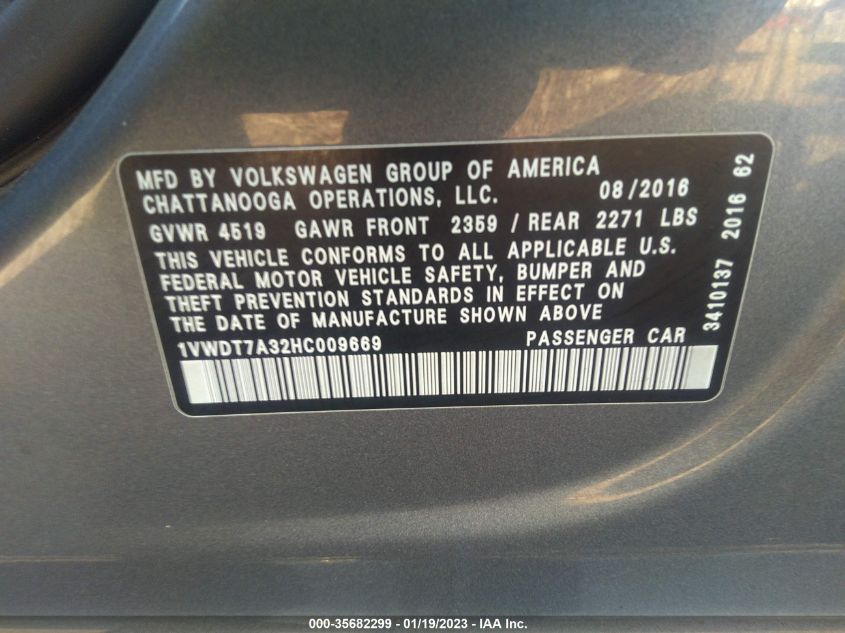 MFD BY VOLKSWAGEN GROUP OF AMERICA
CHATTANOOGA OPERATIONS, LLC. 08/2016
GVWR 4519 GAWR FRONT 2359 / REAR 2271 LBS
THIS VEHICLE CONFORMS TO ALL APPLICABLE U.S.
FEDERAL MOTOR VEHICLE SAFETY, BUMPER AND
THEFT PREVENTION STANDARDS IN EFFECT ON
THE DATE OF MANUFACTURE SHOWN ABOVE
1VWDT7A32HC009669 PASSENGER CAR
3410137 2016 62
000-35682299 - 01/19/2023 - IAA Inc.